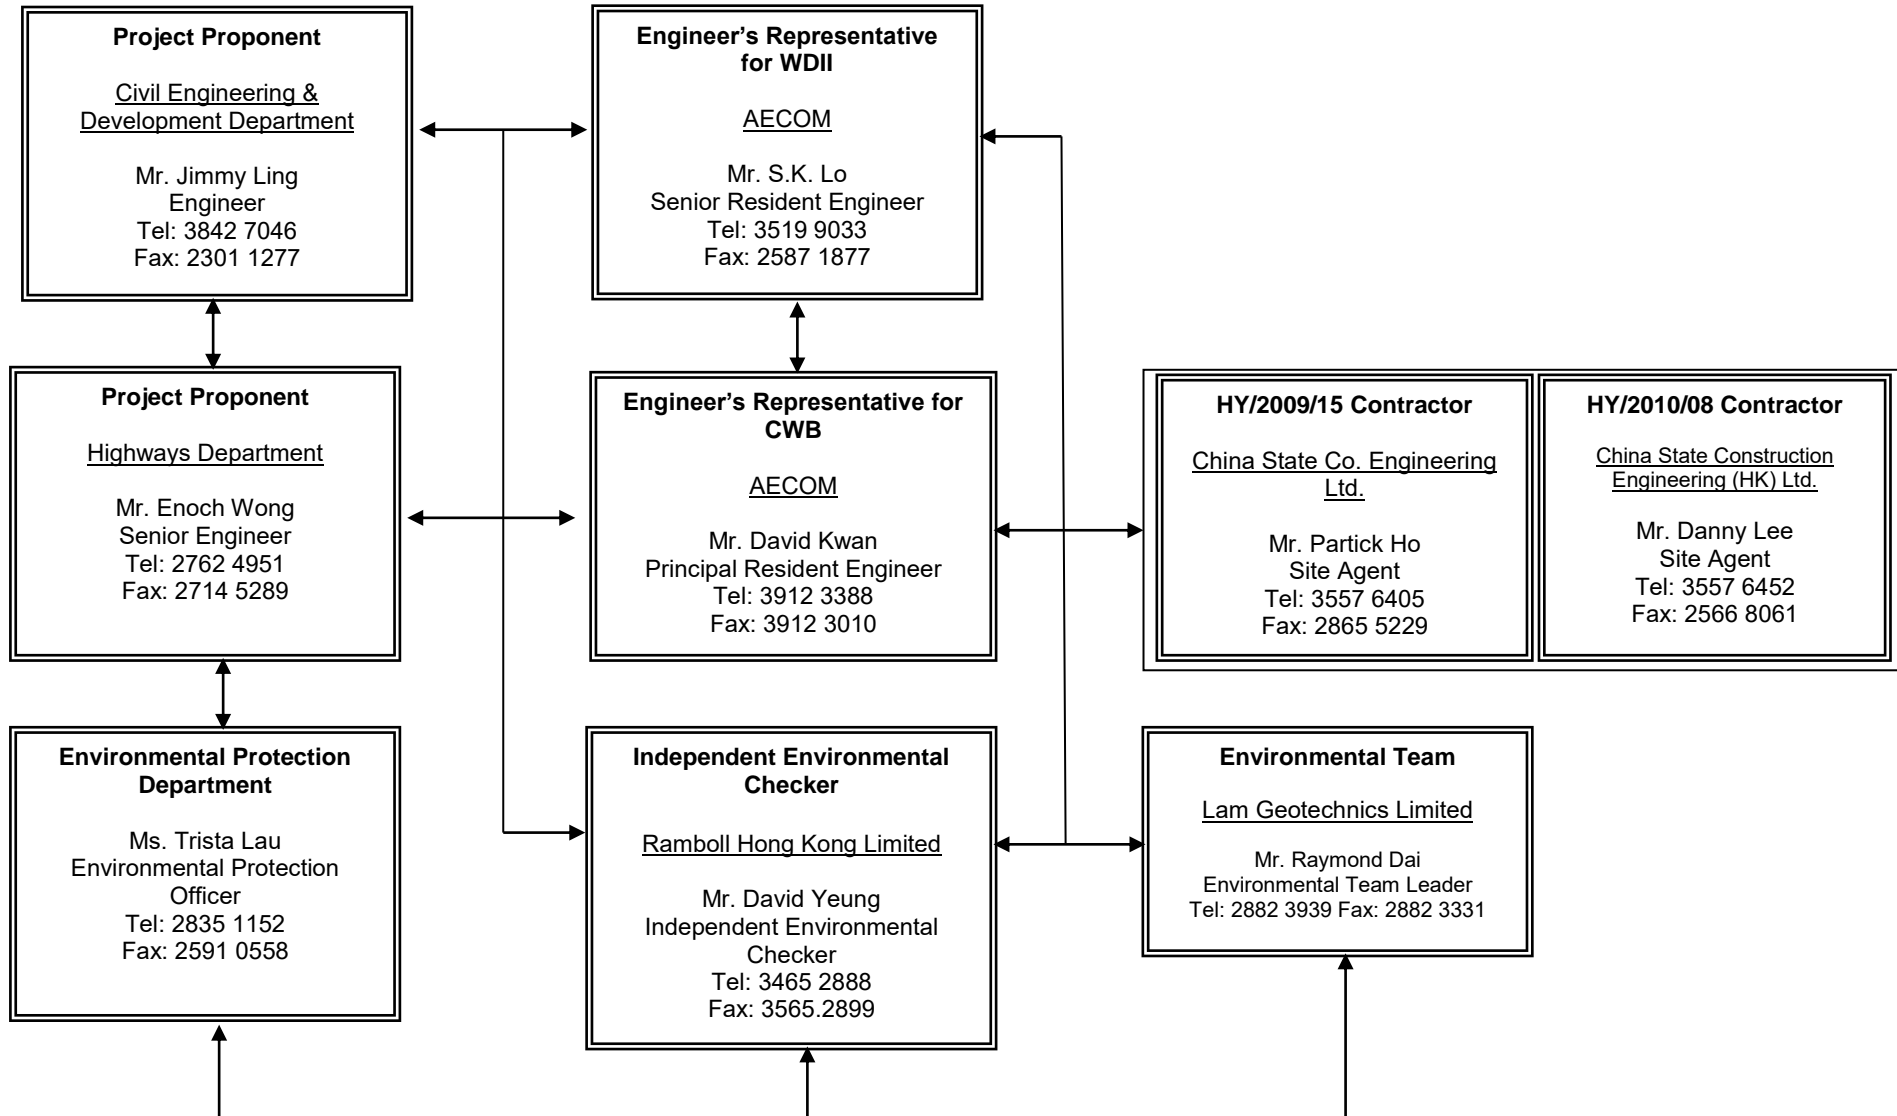 Project Proponent
Civil Engineering &
Development Department
Mr. Jimmy Ling
Engineer
Tel: 3842 7046
Fax: 2301 1277
Engineer’s Representative
for WDII
AECOM
Mr. S.K. Lo
Senior Resident Engineer
Tel: 3519 9033
Fax: 2587 1877
Project Proponent
Highways Department
Mr. Enoch Wong
Senior Engineer
Tel: 2762 4951
Fax: 2714 5289
Engineer’s Representative for
CWB
AECOM
Mr. David Kwan
Principal Resident Engineer
Tel: 3912 3388
Fax: 3912 3010
HY/2009/15 Contractor
China State Co. Engineering
Ltd.
Mr. Partick Ho
Site Agent
Tel: 3557 6405
Fax: 2865 5229
HY/2010/08 Contractor
China State Construction
Engineering (HK) Ltd.
Mr. Danny Lee
Site Agent
Tel: 3557 6452
Fax: 2566 8061
Environmental Protection
Department
Ms. Trista Lau
Environmental Protection
Officer
Tel: 2835 1152
Fax: 2591 0558
Independent Environmental
Checker
Ramboll Hong Kong Limited
Mr. David Yeung
Independent Environmental
Checker
Tel: 3465 2888
Fax: 3565.2899
Environmental Team
Lam Geotechnics Limited
Mr. Raymond Dai
Environmental Team Leader
Tel: 2882 3939 Fax: 2882 3331